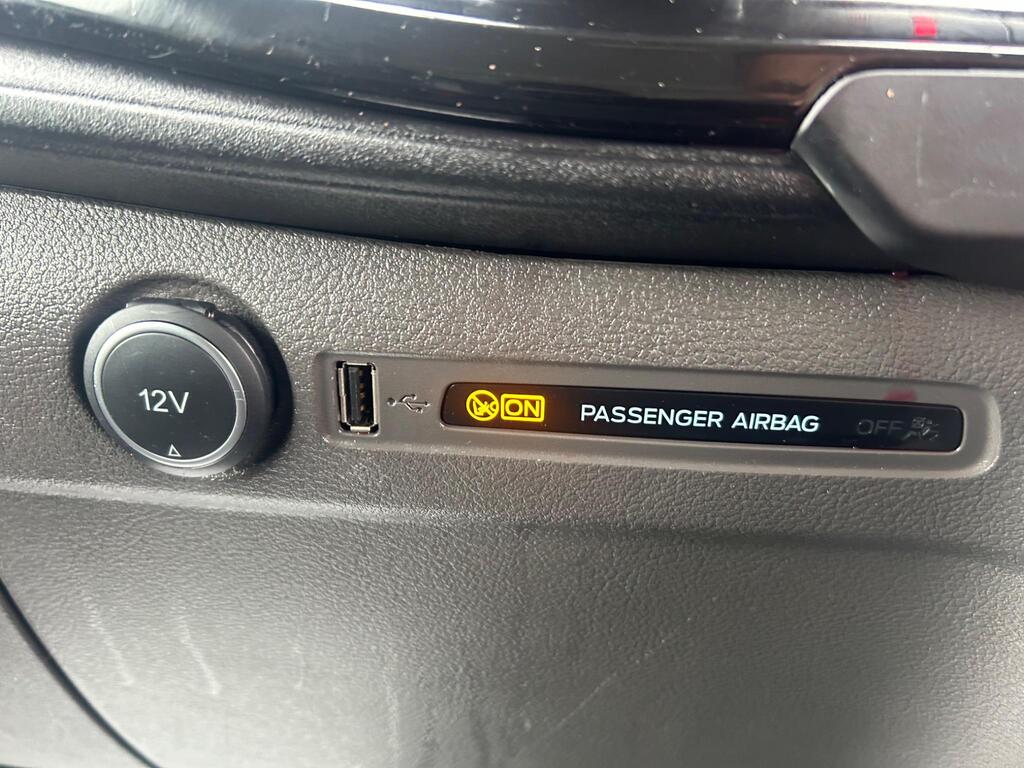 12V
ON PASSENGER AIRBAG OFF